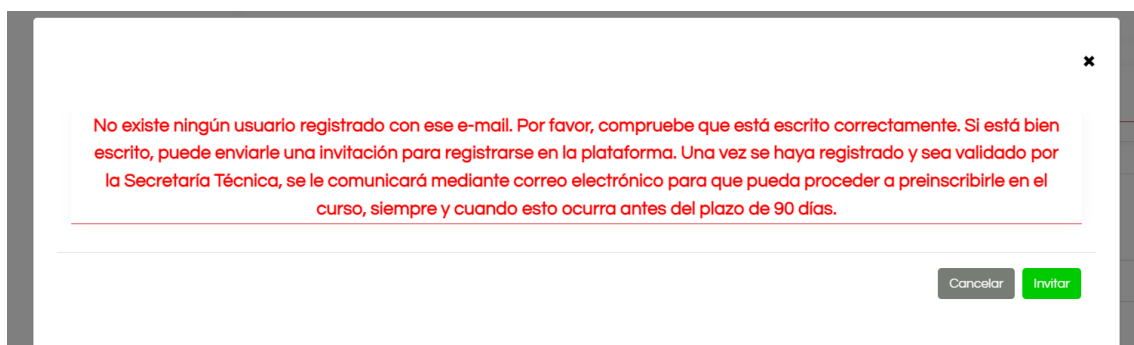 No existe ningún usuario registrado con ese e-mail. Por favor, compruebe que está escrito correctamente. Si está bien
escrito, puede enviarle una invitación para registrarse en la plataforma. Una vez se haya registrado y sea validado por
la Secretaría Técnica, se le comunicará mediante correo electrónico para que pueda proceder a preinscribirle en el
curso, siempre y cuando esto ocurra antes del plazo de 90 días.
Cancelar Invitar